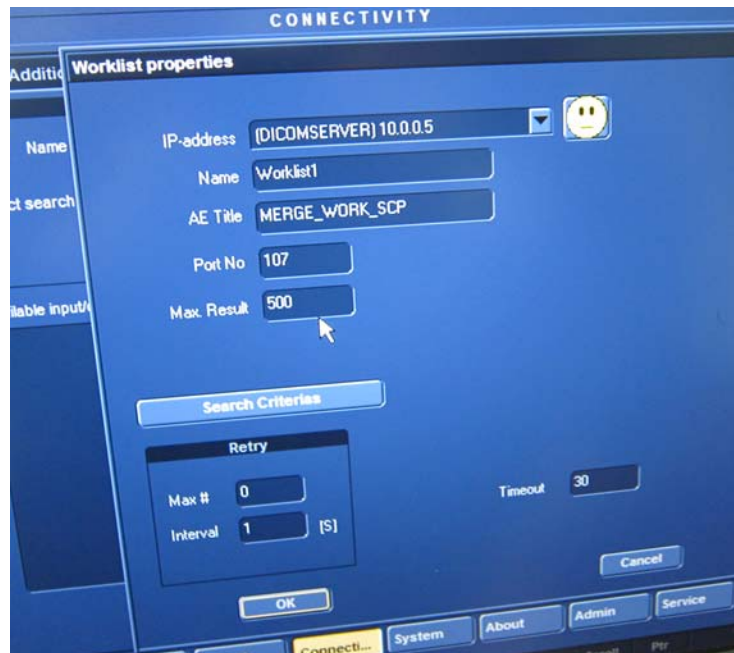 CONNECTIVITY
Worklist properties
IP-address (DICOMSERVER) 10.0.0.5
Name
Name Worklist1
ct search
AE Title MERGE_WORK_SCP
Port No 107
ilable input/
Max. Result 500
Search Criterias
Retry
Max # 0
Timeout 30
Interval 1 [S]
Cancel
OK
Connecti... System About Admin Service
Ptr